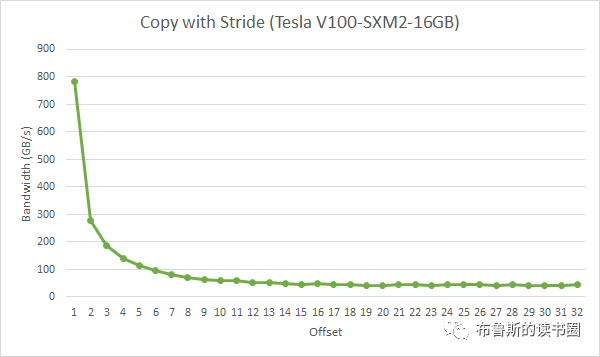 Copy with Stride (Tesla V100-SXM2-16GB)
900
800
700
600
500
400
300
200
100
0
Bandwidth (GB/s)
1 2 3 4 5 6 7 8 9 10 11 12 13 14 15 16 17 18 19 20 21 22 23 24 25 26 27 28 29 30 31 32
Offset
布鲁斯的读书圈